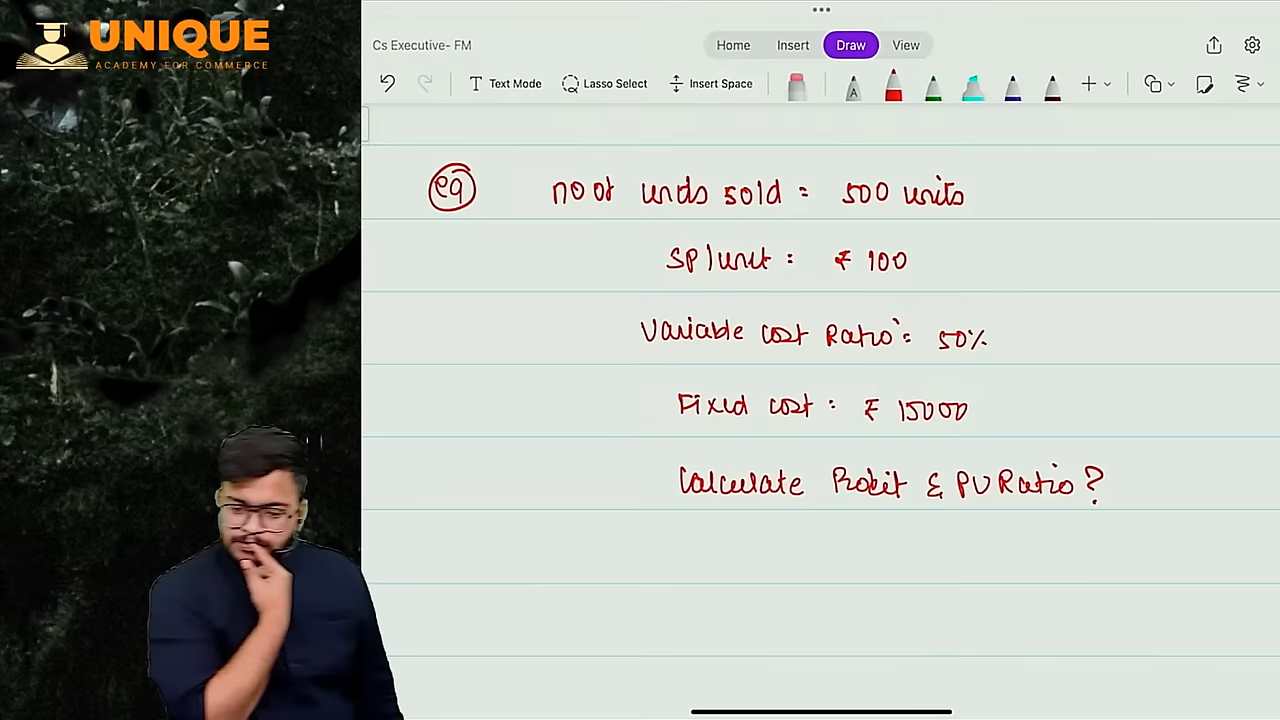 UNIQUE
ACADEMY FOR COMMERCE
Cs Executive- FM
Home Insert Draw View
Text Mode Lasso Select Insert Space
eg no of units sold = 500 units
SP/unit : ₹ 100
Variable cost Ratio : 50%
Fixed cost : ₹ 15000
Calculate Profit & PV Ratio?